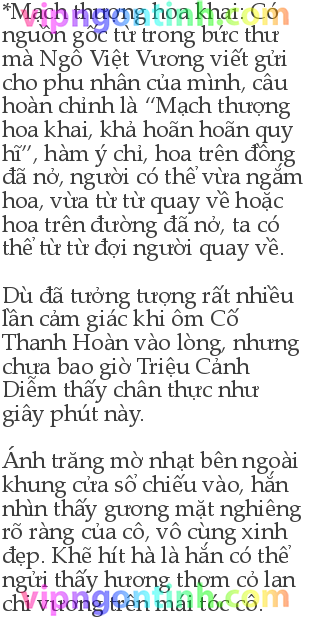 *Mạch thượng hoa khai: Có
vipngontinh.com
nguồn gốc từ trong bức thư
mà Ngô Việt Vương viết gửi
cho phu nhân của mình, câu
hoàn chỉnh là “Mạch thượng
hoa khai, khả hoãn hoãn quy
hĩ”, hàm ý chỉ, hoa trên đồng
đã nở, người có thể vừa ngắm
hoa, vừa từ từ quay về hoặc
hoa trên đường đã nở, ta có
thể từ từ đợi người quay về.
Dù đã tưởng tượng rất nhiều
lần cảm giác khi ôm Cố
Thanh Hoàn vào lòng, nhưng
chưa bao giờ Triệu Cảnh
Diễm thấy chân thực như
giây phút này.
Ánh trăng mờ nhạt bên ngoài
khung cửa sổ chiếu vào, hắn
nhìn thấy gương mặt nghiêng
rõ ràng của cô, vô cùng xinh
đẹp. Khẽ hít hà là hắn có thể
ngửi thấy hương thơm cỏ lan
chi vương trên mái tóc cô.
vipngontinh.com